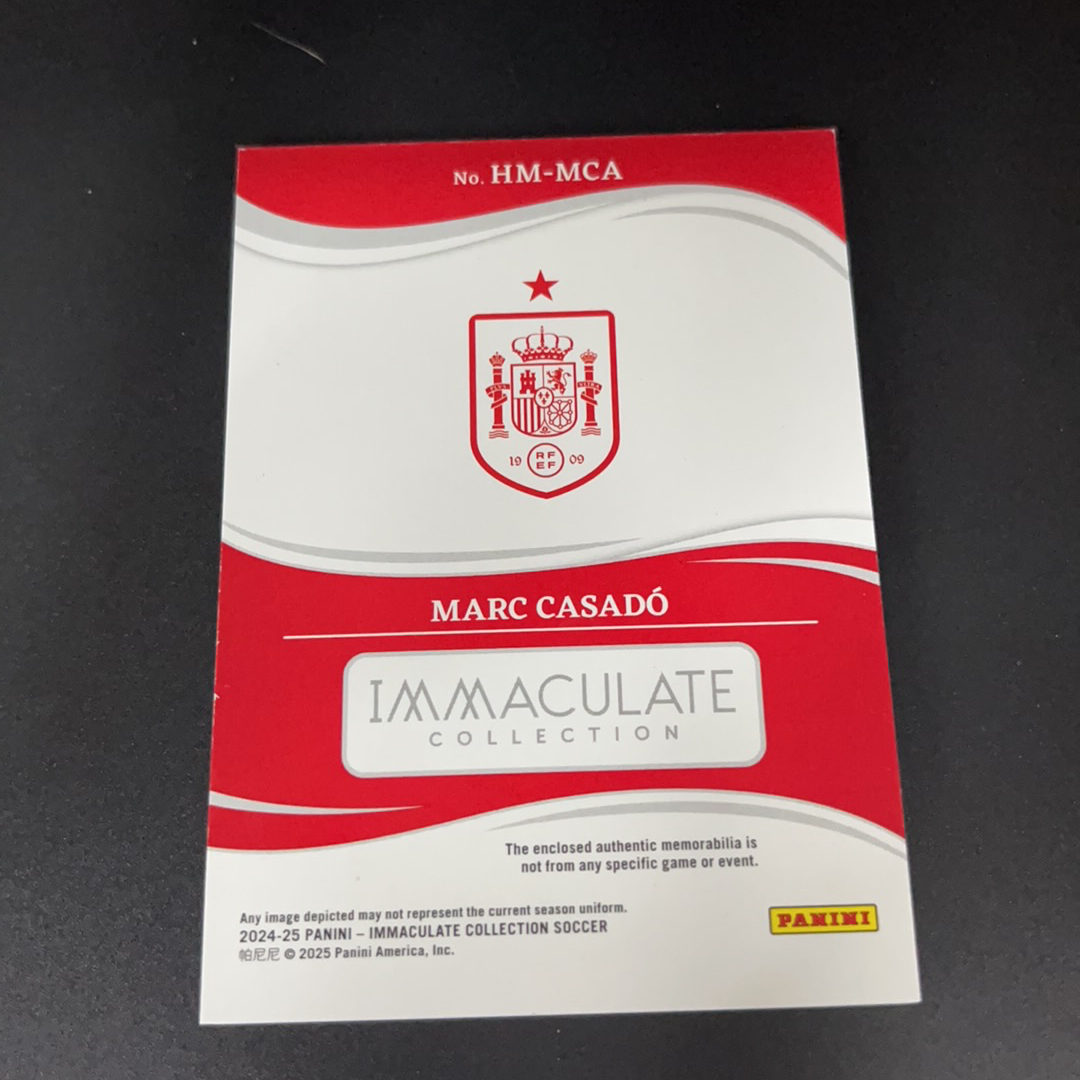 No. HM-MCA
PLUS
VLTRA
19 RF EF 09
MARC CASADÓ
IMMACULATE
COLLECTION
The enclosed authentic memorabilia is
not from any specific game or event.
Any image depicted may not represent the current season uniform.
2024-25 PANINI – IMMACULATE COLLECTION SOCCER
帕尼尼 © 2025 Panini America, Inc.
PANINI